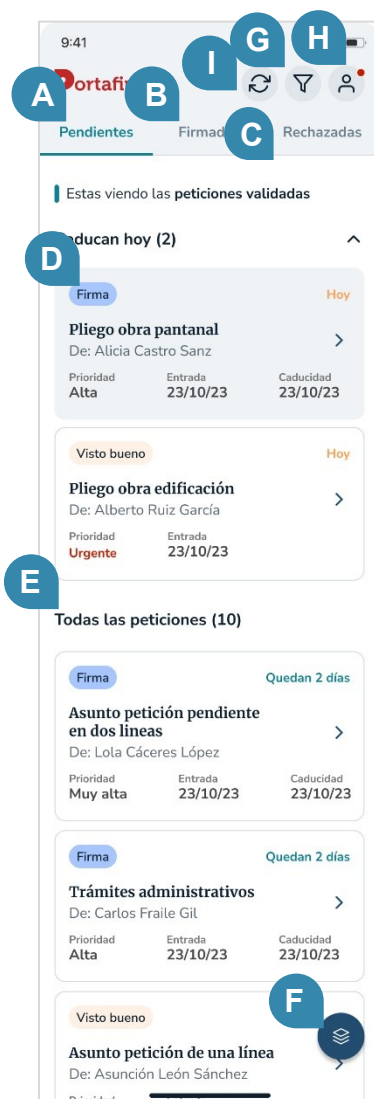 G H
9:41
I
A
Portafi
B
C
Pendientes Firmad Rechazadas
Estas viendo las peticiones validadas
aducan hoy (2)
D
Firma Hoy
Pliego obra pantanal
De: Alicia Castro Sanz
Prioridad Entrada Caducidad
Alta 23/10/23 23/10/23
Visto bueno Hoy
Pliego obra edificación
De: Alberto Ruiz García
Prioridad Entrada
Urgente 23/10/23
E
Todas las peticiones (10)
Firma Quedan 2 días
Asunto petición pendiente
en dos lineas
De: Lola Cáceres López
Prioridad Entrada Caducidad
Muy alta 23/10/23 23/10/23
Firma Quedan 2 días
Trámites administrativos
De: Carlos Fraile Gil
Prioridad Entrada Caducidad
Alta 23/10/23 23/10/23
F
Visto bueno
Asunto petición de una línea
De: Asunción León Sánchez